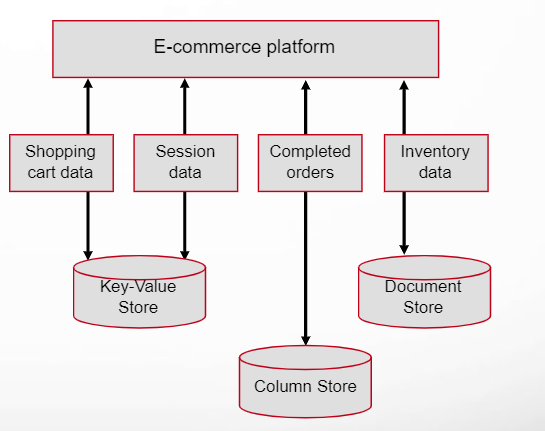 E-commerce platform
Shopping
cart data
Session
data
Completed
orders
Inventory
data
Key-Value
Store
Document
Store
Column Store